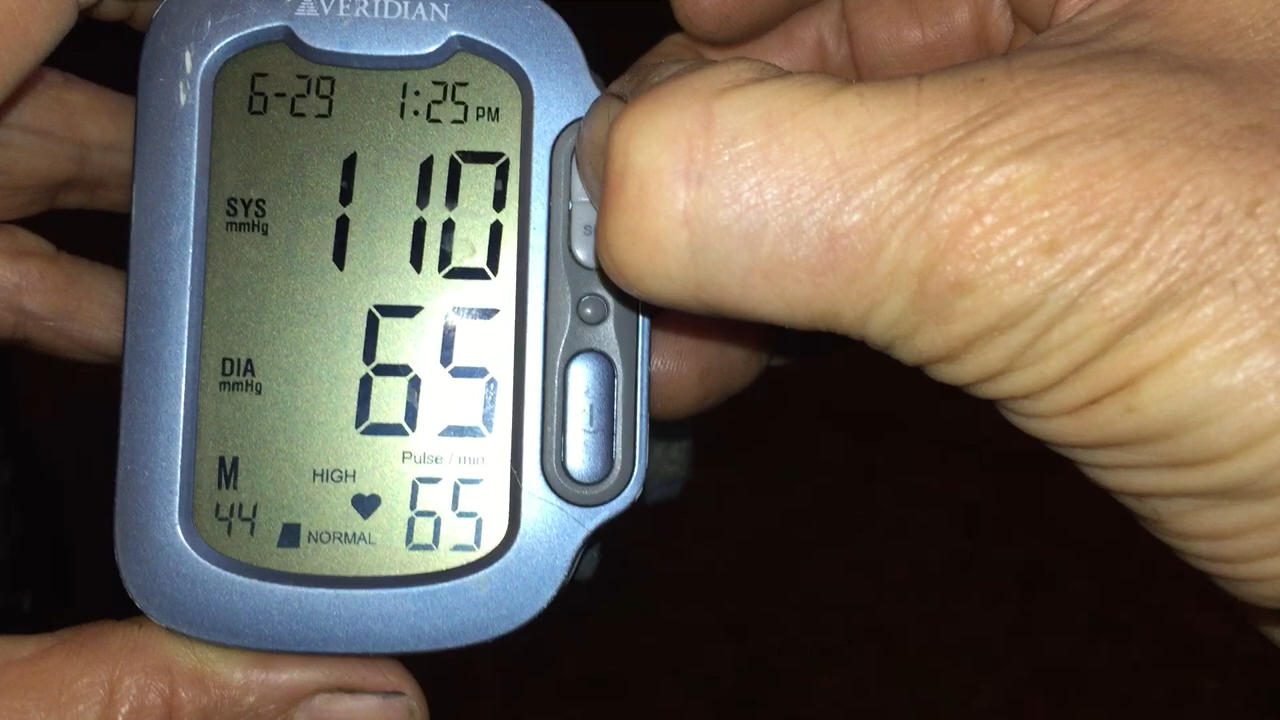 VERIDIAN
6-29 1:25 PM
SYS 110
mmHg
DIA 65
mmHg
Pulse / min
M HIGH
44 65
NORMAL